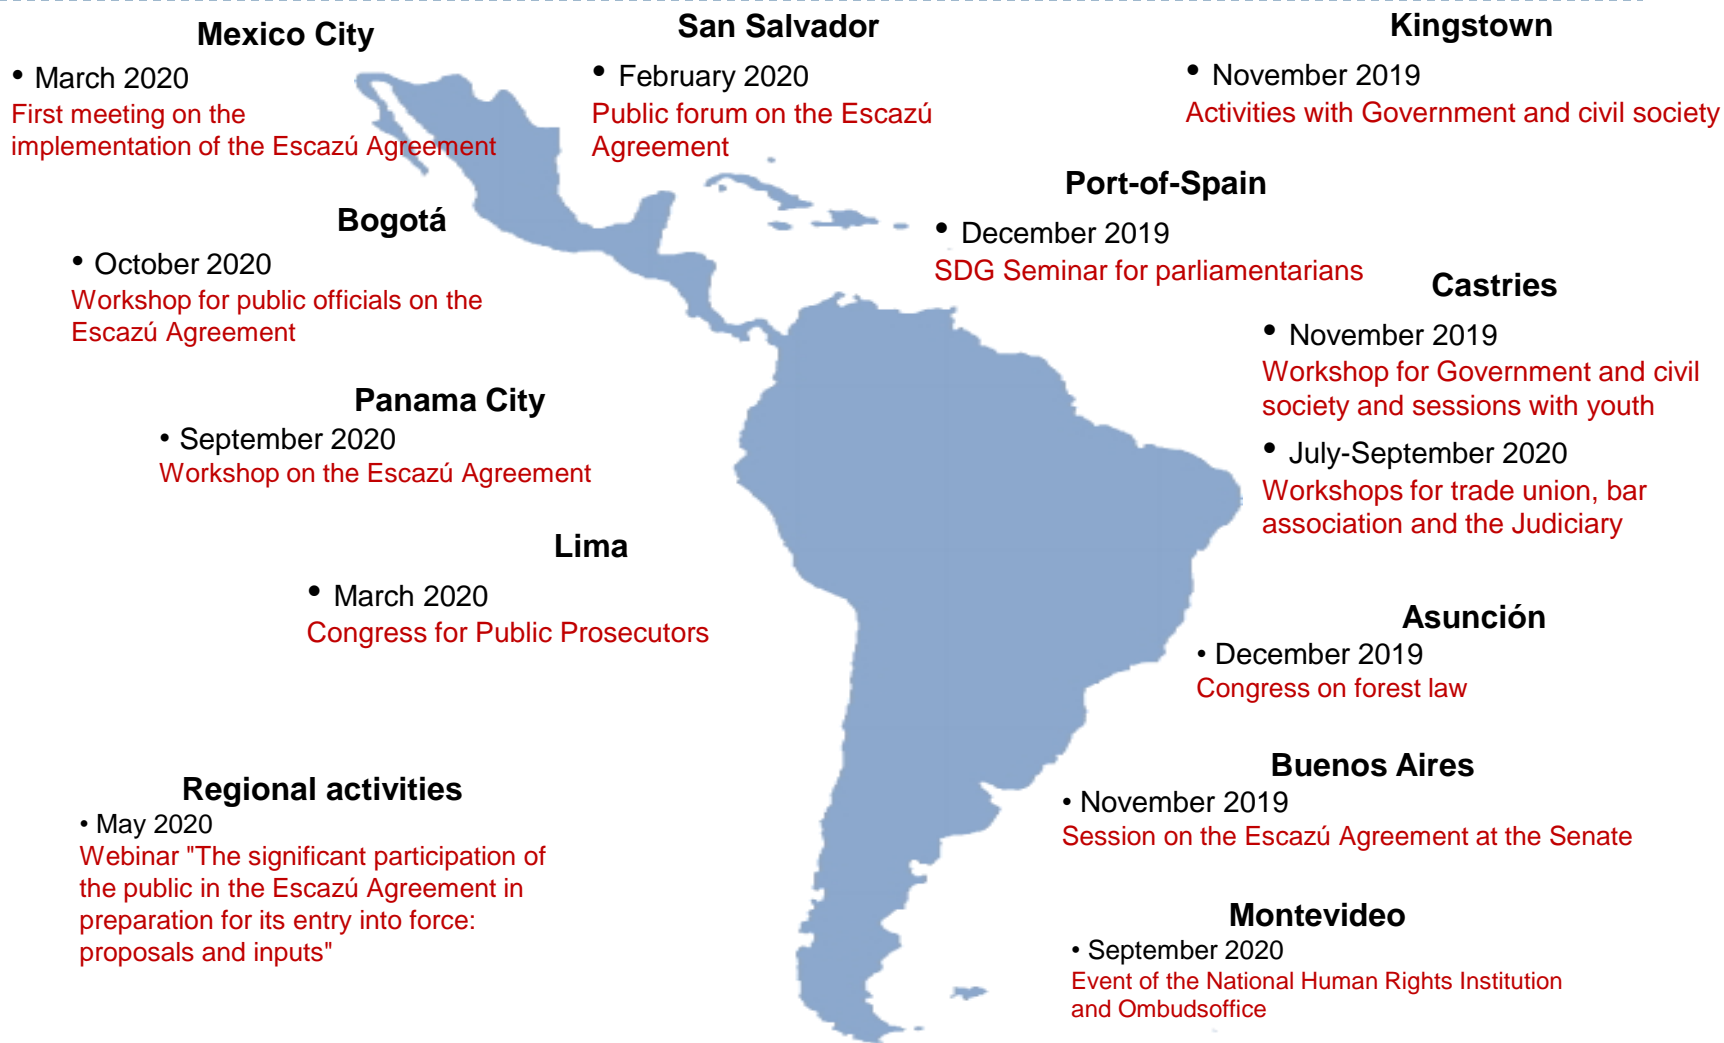 Mexico City
• March 2020
First meeting on the
implementation of the Escazú Agreement
San Salvador
• February 2020
Public forum on the Escazú
Agreement
Kingstown
• November 2019
Activities with Government and civil society
Port-of-Spain
• December 2019
SDG Seminar for parliamentarians
Bogotá
• October 2020
Workshop for public officials on the
Escazú Agreement
Castries
• November 2019
Workshop for Government and civil
society and sessions with youth
• July-September 2020
Workshops for trade union, bar
association and the Judiciary
Panama City
• September 2020
Workshop on the Escazú Agreement
Lima
• March 2020
Congress for Public Prosecutors
Asunción
• December 2019
Congress on forest law
Regional activities
• May 2020
Webinar "The significant participation of
the public in the Escazú Agreement in
preparation for its entry into force:
proposals and inputs"
Buenos Aires
• November 2019
Session on the Escazú Agreement at the Senate
Montevideo
• September 2020
Event of the National Human Rights Institution
and Ombudsoffice